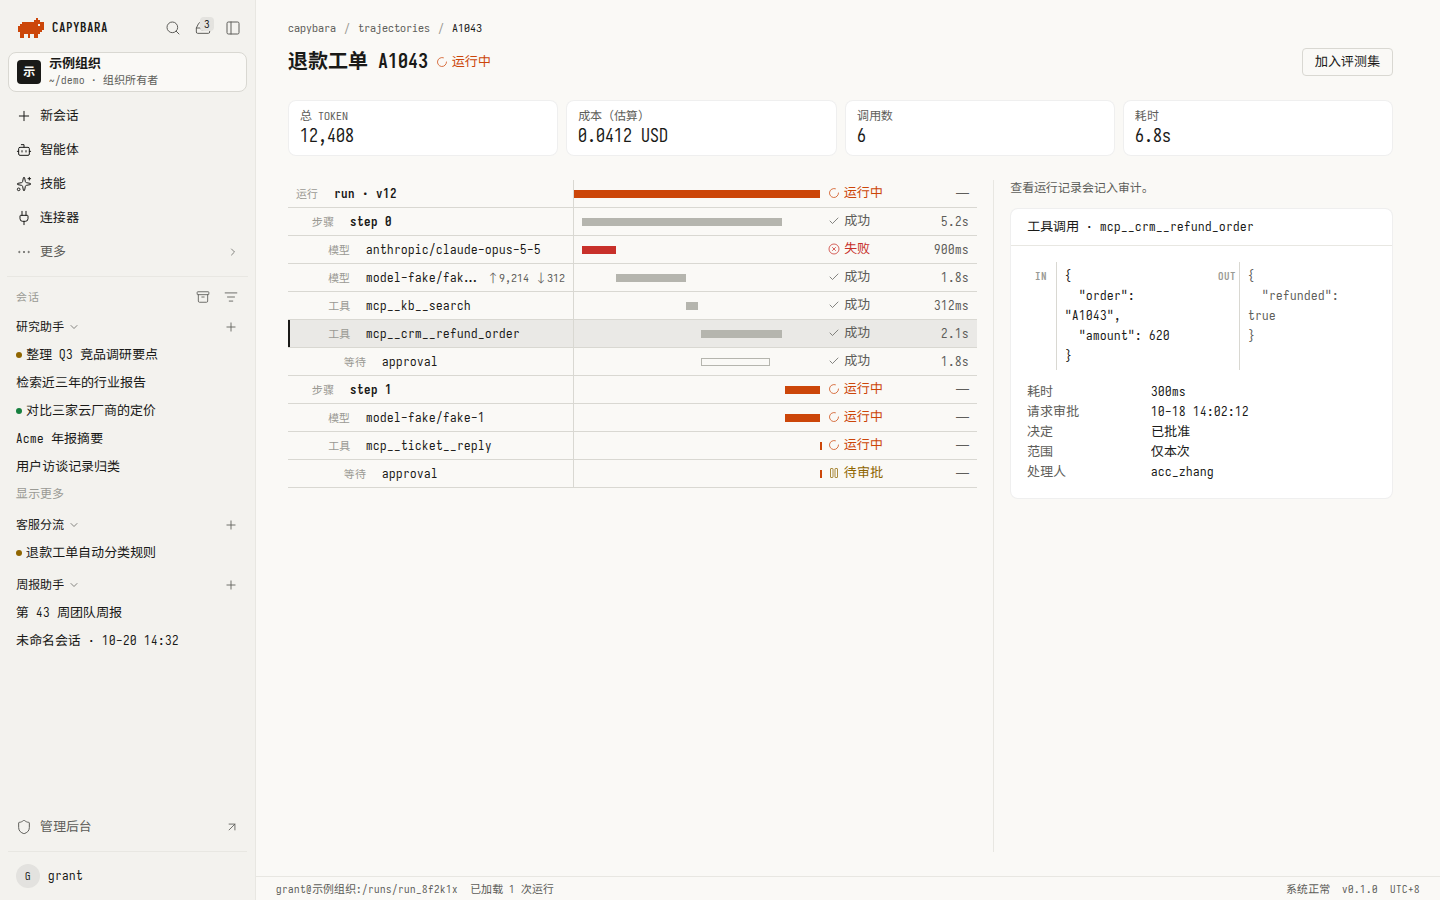 CAPYBARA
3
示
示例组织
~/demo · 组织所有者
新会话
智能体
技能
连接器
更多
会话
研究助手
整理 Q3 竞品调研要点
检索近三年的行业报告
对比三家云厂商的定价
Acme 年报摘要
用户访谈记录归类
显示更多
客服分流
退款工单自动分类规则
周报助手
第 43 周团队周报
未命名会话 · 10-20 14:32
管理后台
G grant
capybara / trajectories / A1043
退款工单 A1043 运行中
加入评测集
总 TOKEN
12,408
成本（估算）
0.0412 USD
调用数
6
耗时
6.8s
运行 run · v12 运行中 —
步骤 step 0 成功 5.2s
模型 anthropic/claude-opus-5-5 失败 900ms
模型 model-fake/fak... ↑9,214 ↓312 成功 1.8s
工具 mcp__kb__search 成功 312ms
工具 mcp__crm__refund_order 成功 2.1s
等待 approval 成功 1.8s
步骤 step 1 运行中 —
模型 model-fake/fake-1 运行中 —
工具 mcp__ticket__reply 运行中 —
等待 approval 待审批 —
查看运行记录会记入审计。
工具调用 · mcp__crm__refund_order
IN
{
"order":
"A1043",
"amount": 620
}
OUT
{
"refunded":
true
}
耗时 300ms
请求审批 10-18 14:02:12
决定 已批准
范围 仅本次
处理人 acc_zhang
grant@示例组织:/runs/run_8f2k1x 已加载 1 次运行
系统正常 v0.1.0 UTC+8